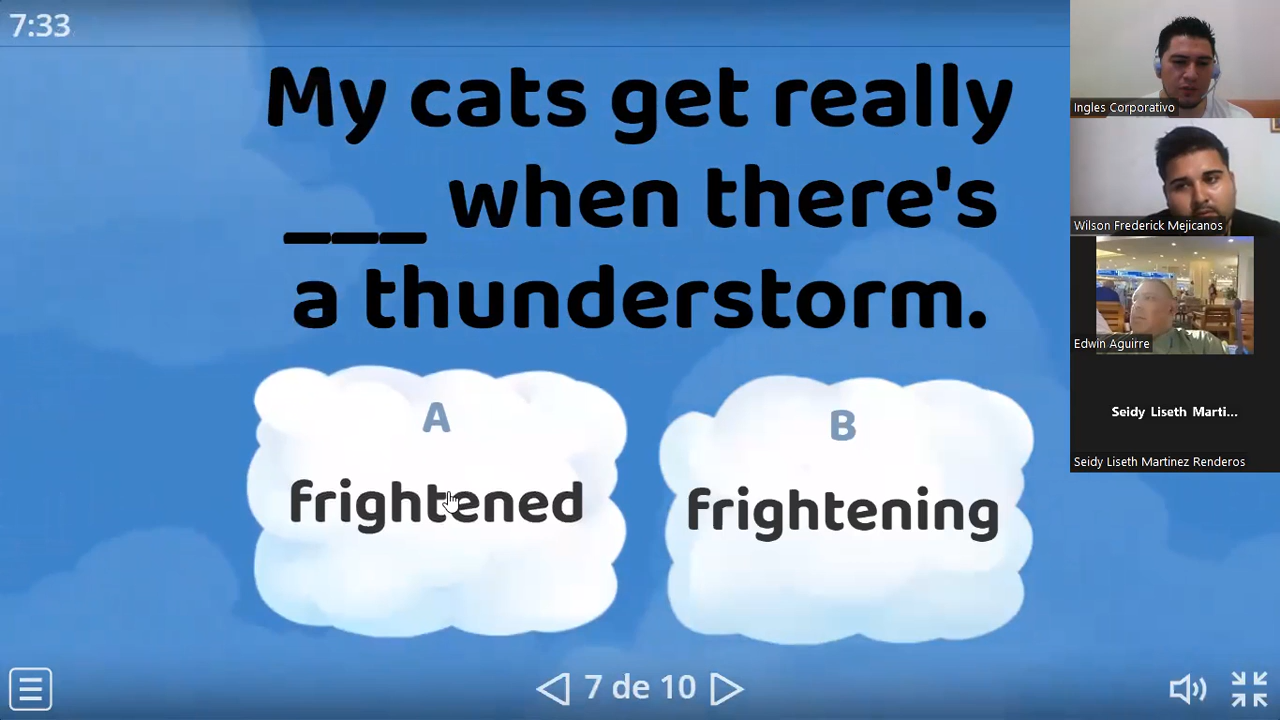 7:33
My cats get really
___ when there's
a thunderstorm.
A
frightened
B
frightening
7 de 10
Ingles Corporativo
Wilson Frederick Mejicanos
Edwin Aguirre
Seidy Liseth Marti...
Seidy Liseth Martinez Renderos